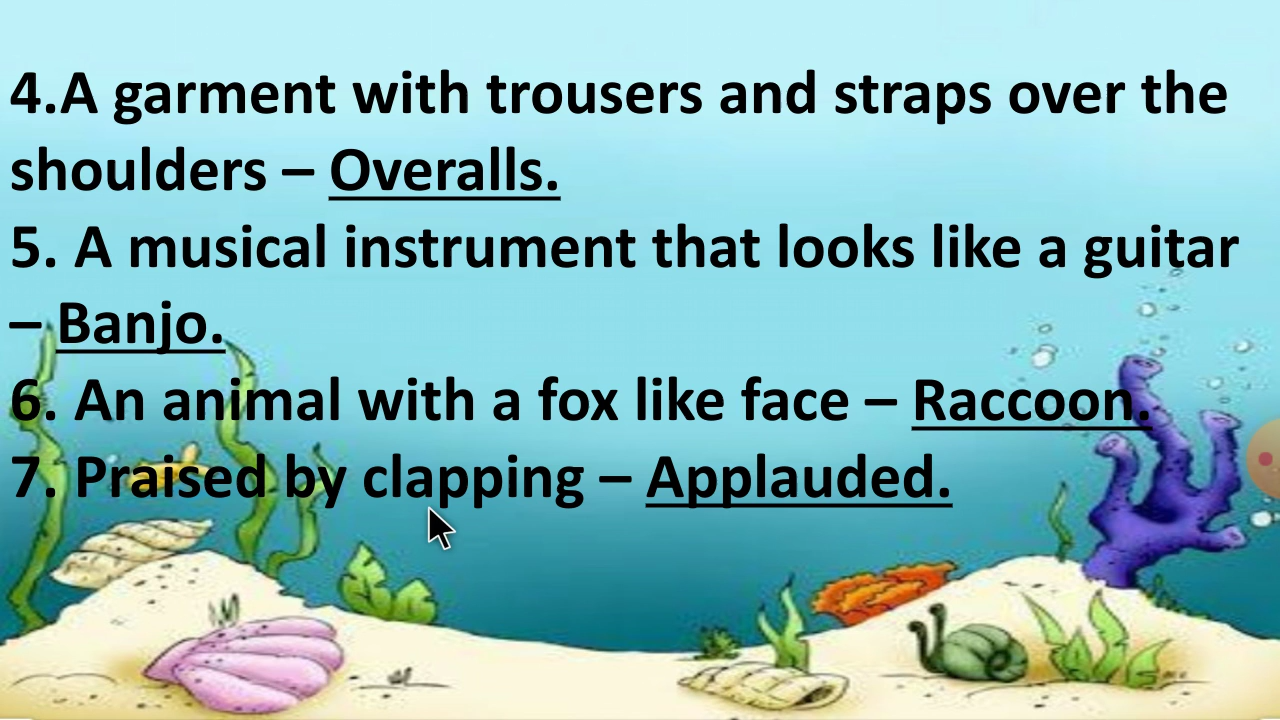 4.A garment with trousers and straps over the
shoulders – Overalls.
5. A musical instrument that looks like a guitar
– Banjo.
6. An animal with a fox like face – Raccoon.
7. Praised by clapping – Applauded.